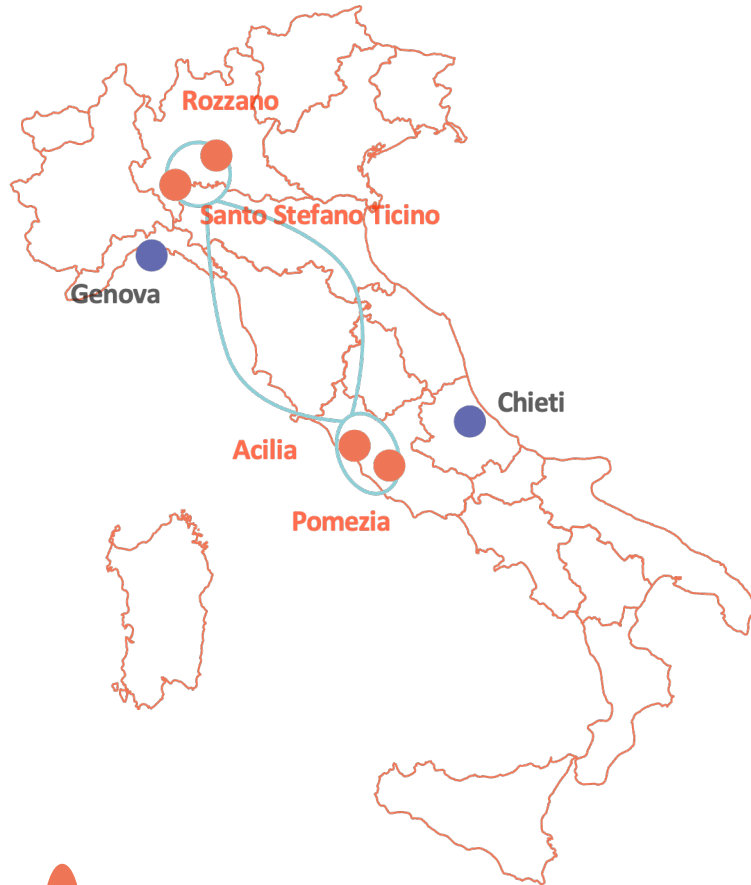 Rozzano
Santo Stefano Ticino
Genova
Chieti
Acilia
Pomezia